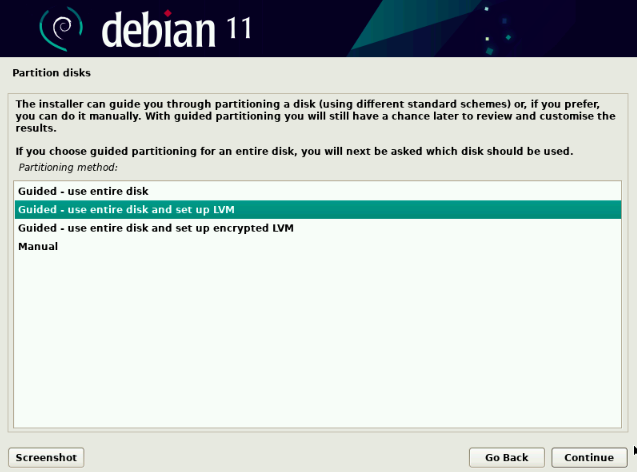 debian 11
Partition disks
The installer can guide you through partitioning a disk (using different standard schemes) or, if you prefer,
you can do it manually. With guided partitioning you will still have a chance later to review and customise the
results.
If you choose guided partitioning for an entire disk, you will next be asked which disk should be used.
Partitioning method:
Guided - use entire disk
Guided - use entire disk and set up LVM
Guided - use entire disk and set up encrypted LVM
Manual
Screenshot
Go Back
Continue